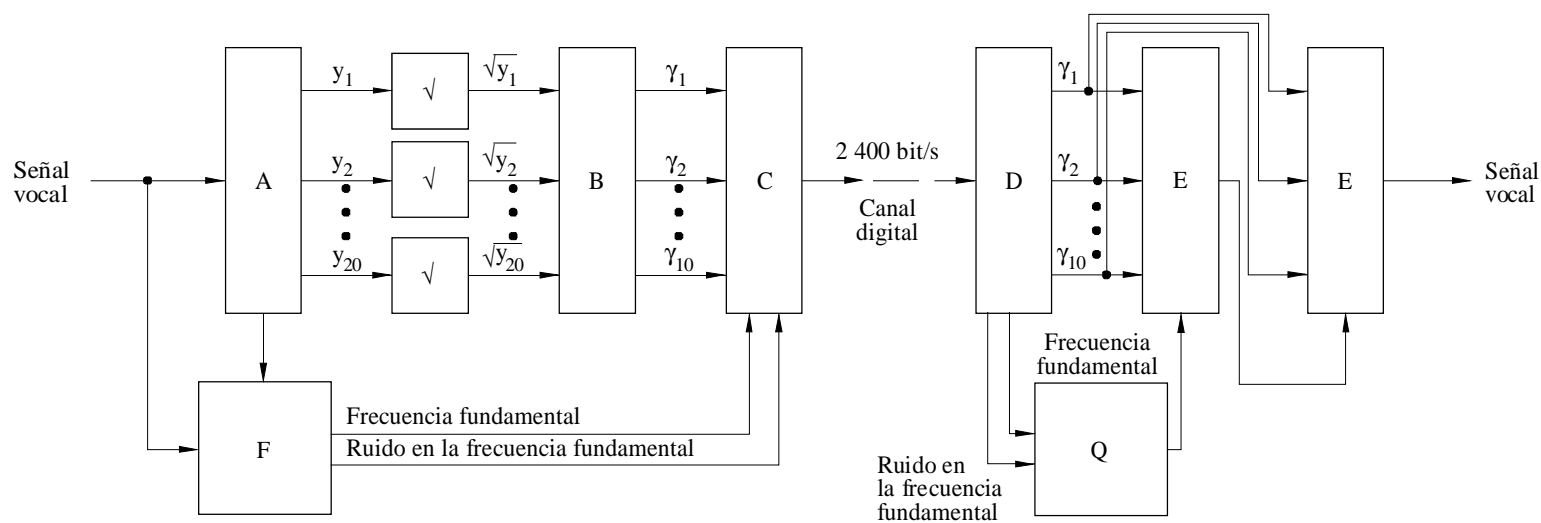 Señal
vocal
A
y1
y2
y20
√
√
√
√y1
√y2
√y20
B
γ1
γ2
γ10
C
2 400 bit/s
Canal
digital
D
γ1
γ2
γ10
E
E
Señal
vocal
F
Frecuencia fundamental
Ruido en la frecuencia fundamental
Frecuencia
fundamental
Q
Ruido en
la frecuencia
fundamental